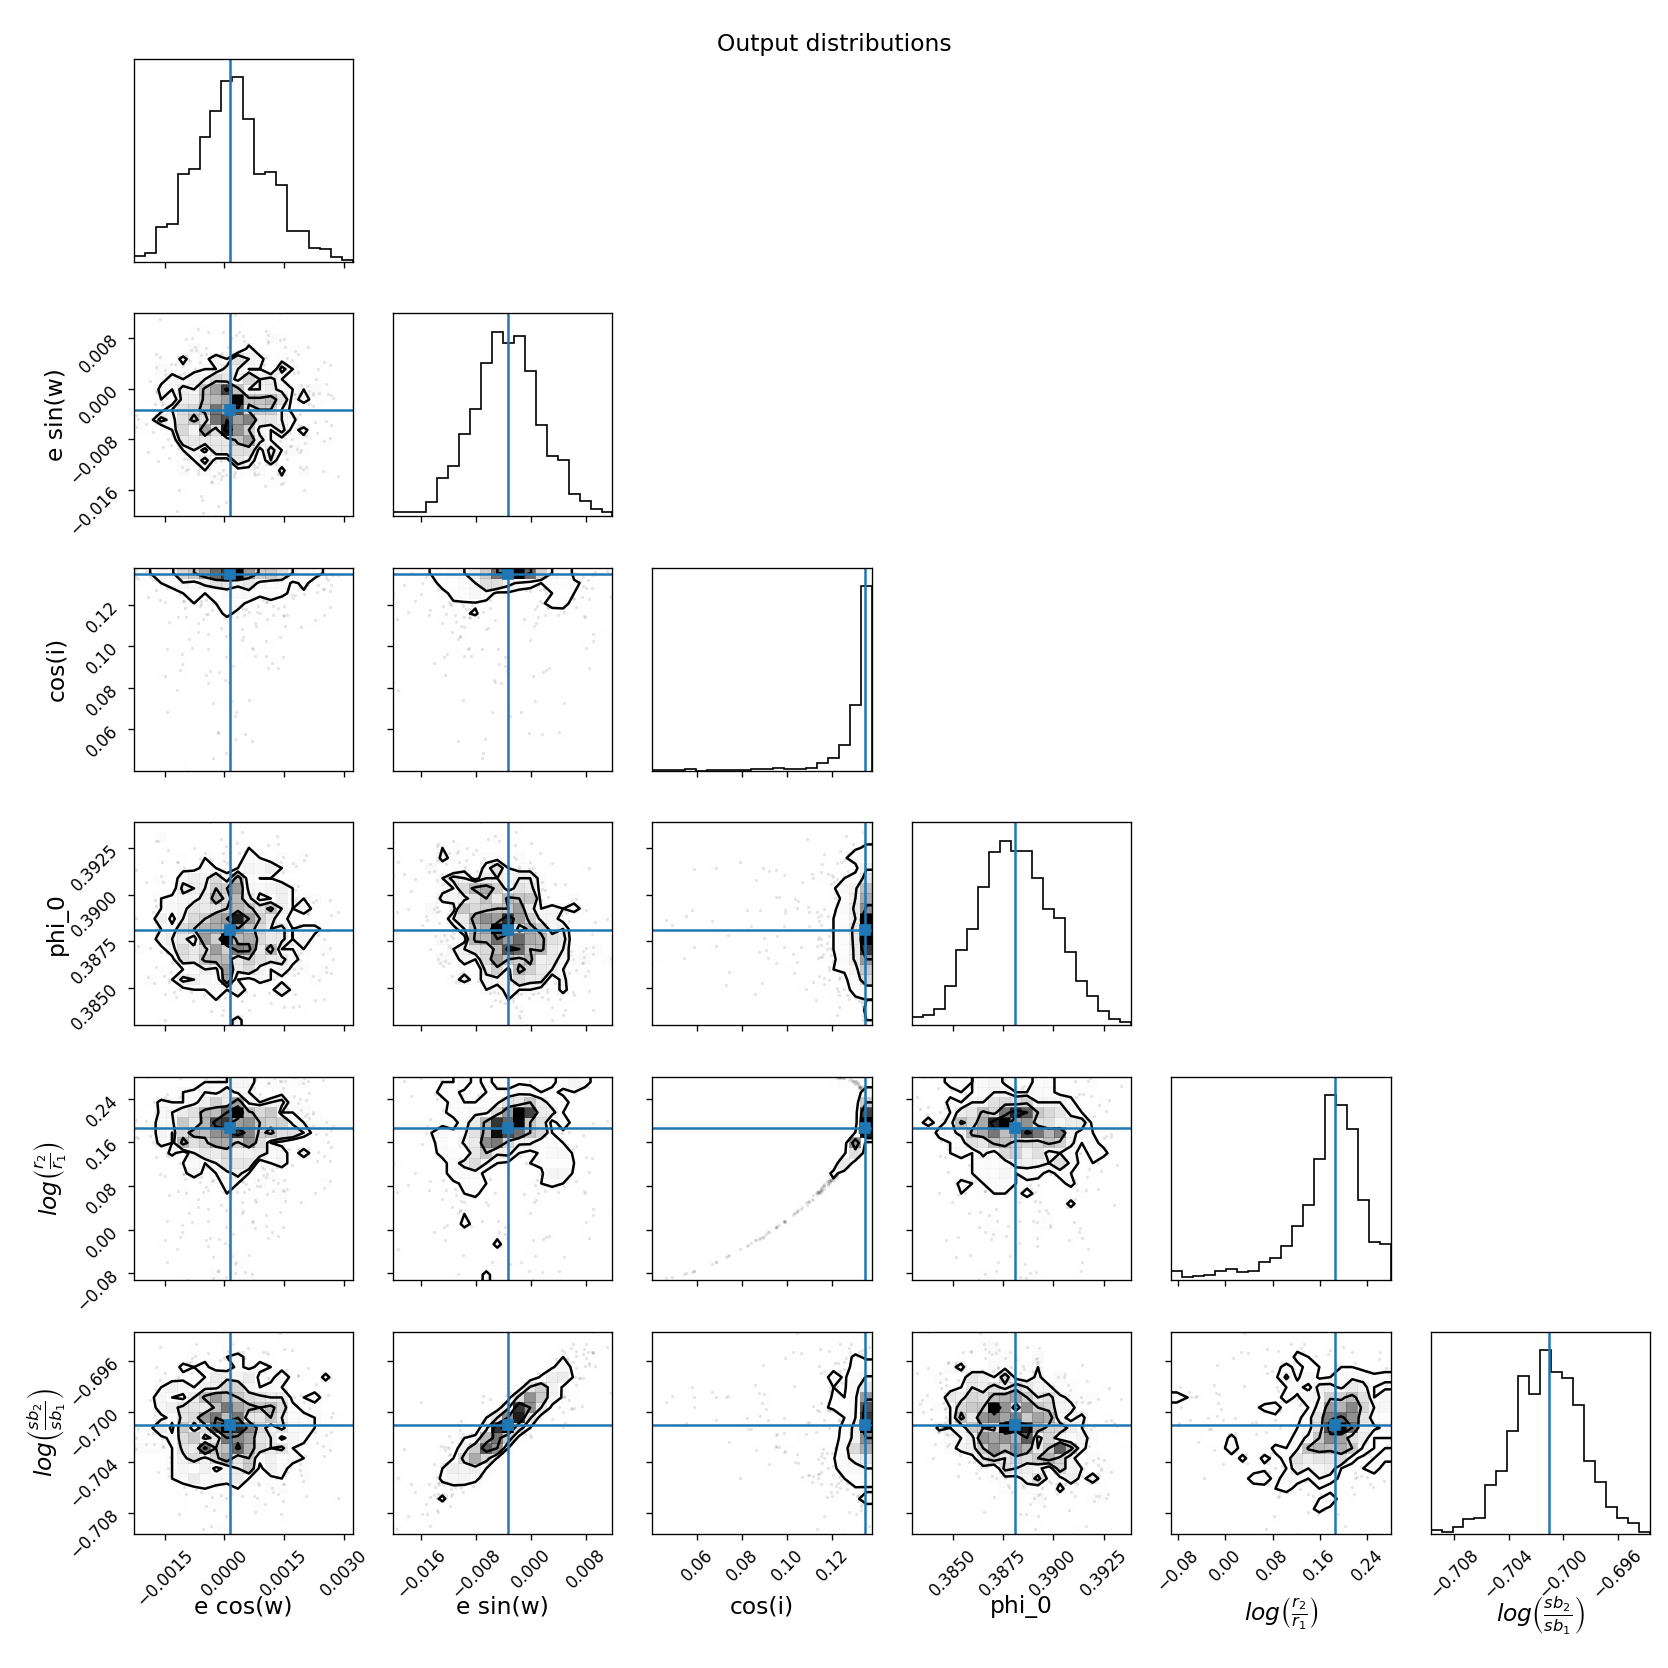 Output distributions
e sin(w)
0.008
0.000
−0.008
−0.016
cos(i)
0.12
0.10
0.08
0.06
phi_0
0.3925
0.3900
0.3875
0.3850
log(r2/r1)
0.24
0.16
0.08
0.00
−0.08
log(sb2/sb1)
−0.696
−0.700
−0.704
−0.708
−0.0015 0.0000 0.0015 0.0030 −0.016 −0.008 0.000 0.008 0.06 0.08 0.10 0.12 0.3850 0.3875 0.3900 0.3925 −0.08 0.00 0.08 0.16 0.24 −0.708 −0.704 −0.700 −0.696
e cos(w) e sin(w) cos(i) phi_0 log(r2/r1) log(sb2/sb1)